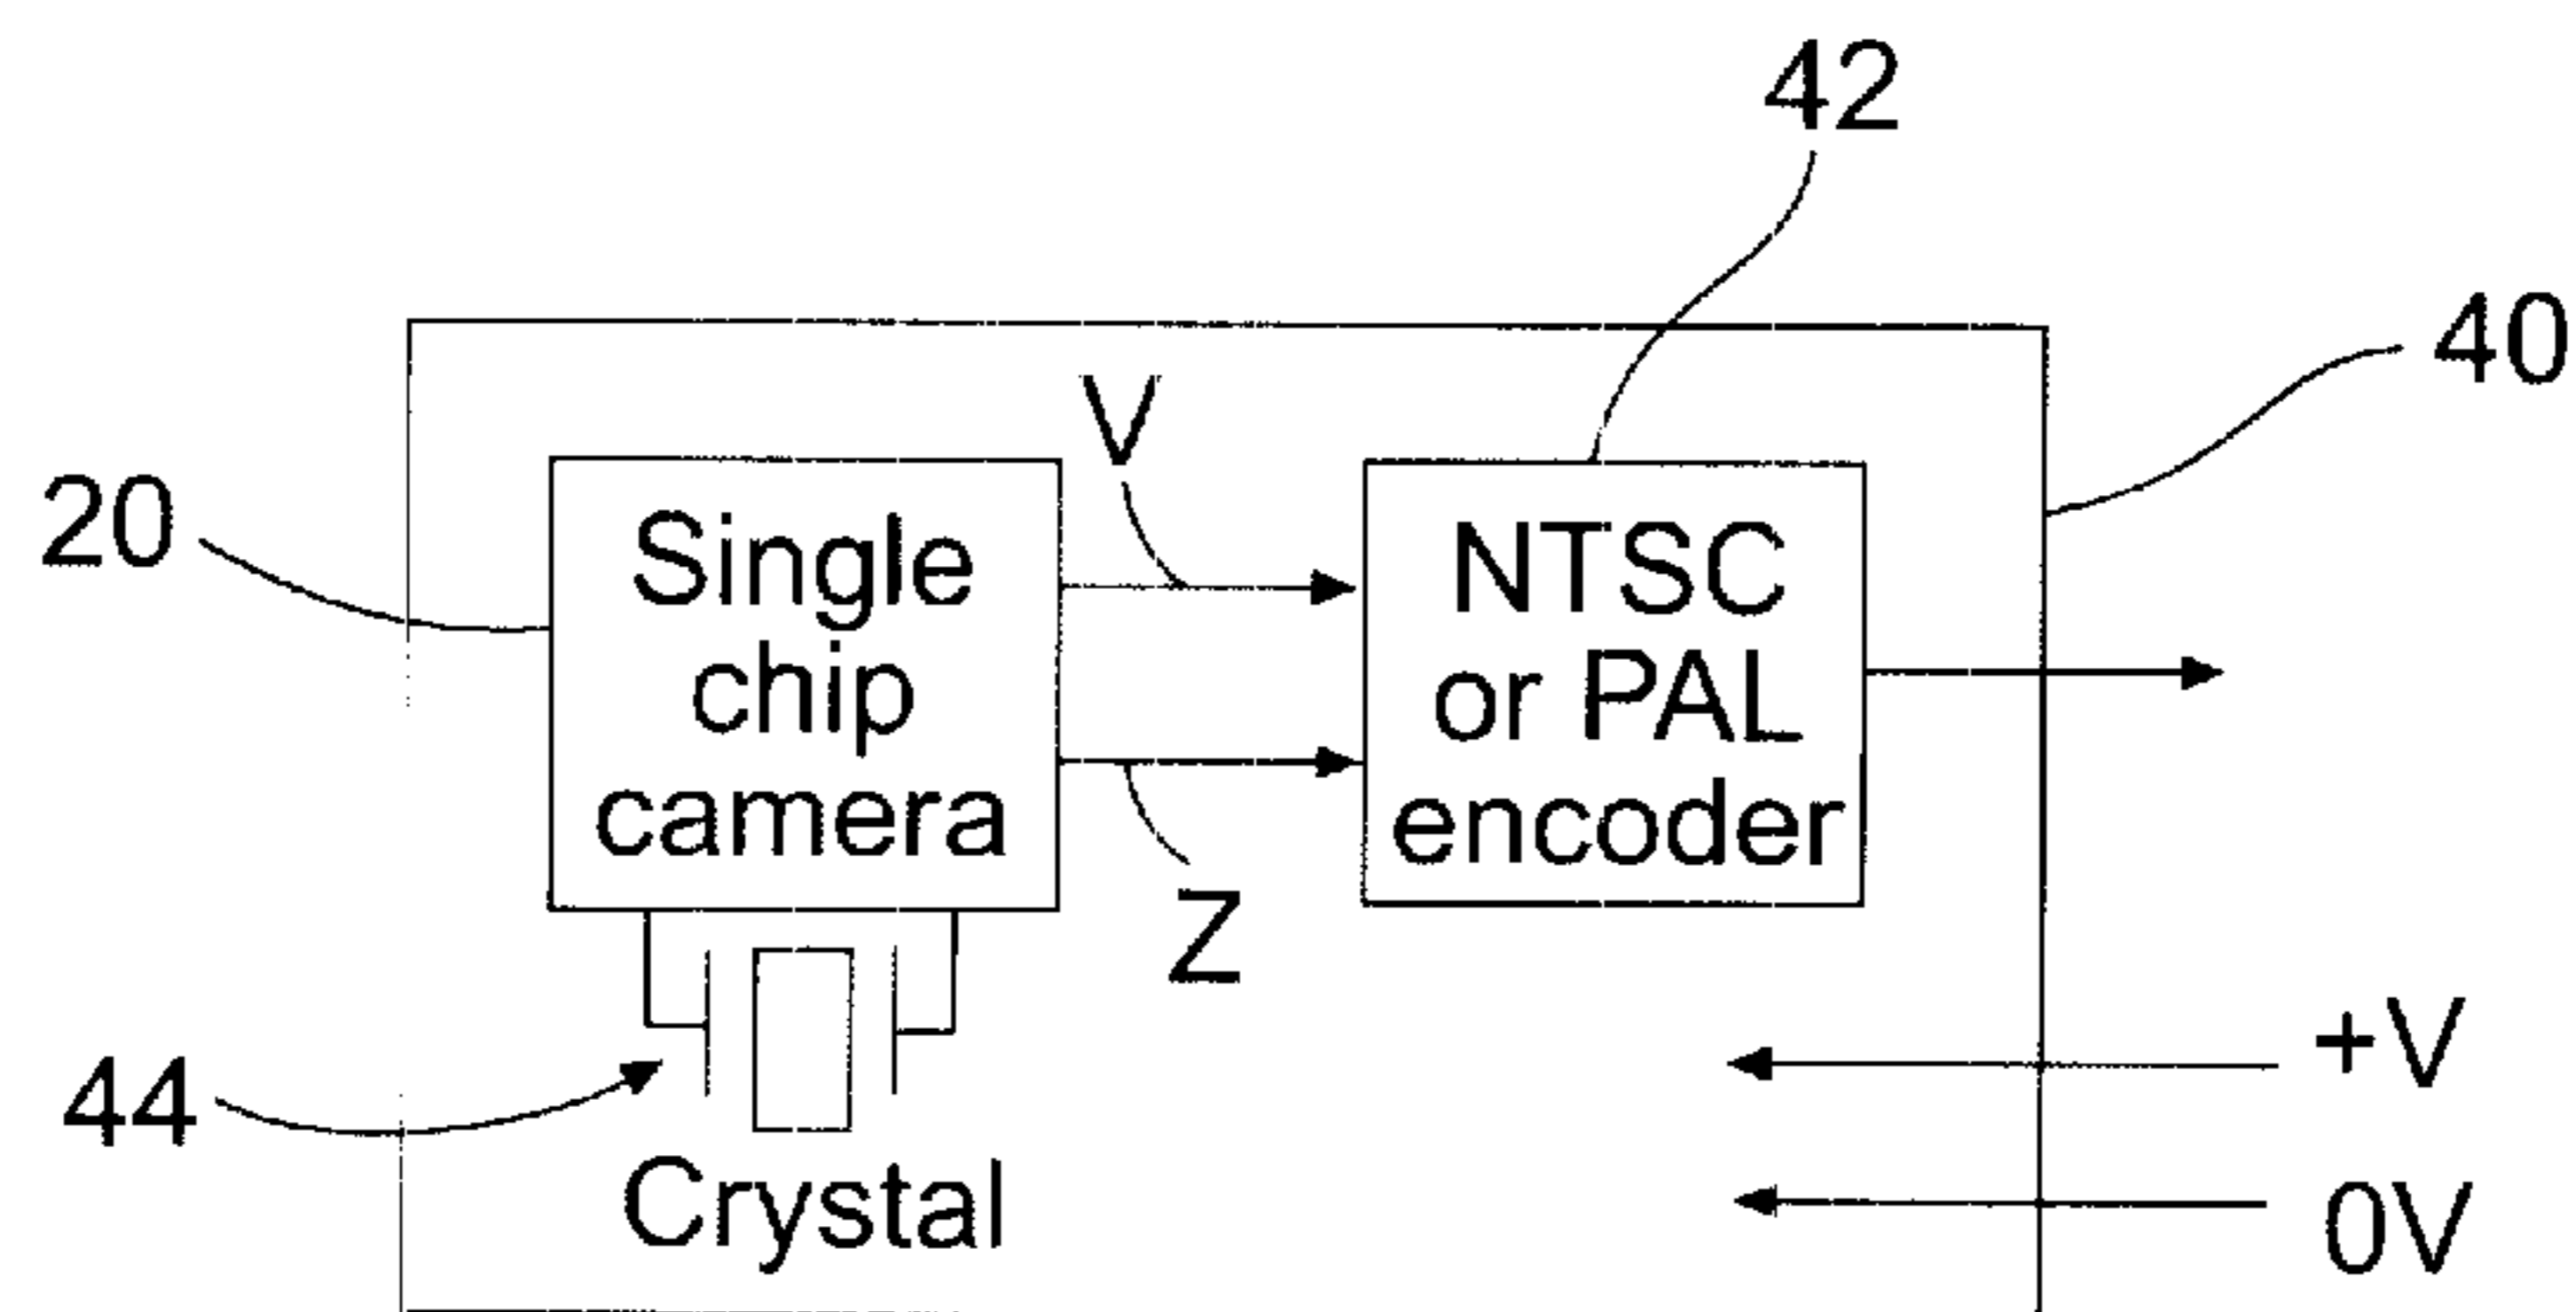 42
40
V
20
Single
chip
camera
NTSC
or PAL
encoder
Z
+V
44
Crystal
0V